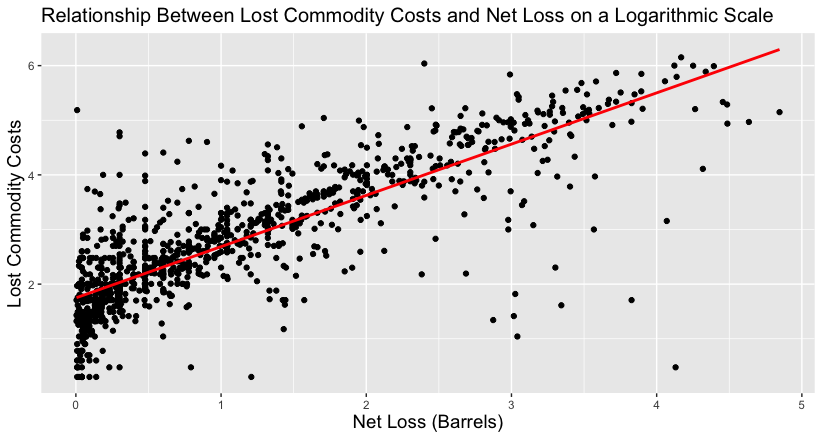 Relationship Between Lost Commodity Costs and Net Loss on a Logarithmic Scale
Lost Commodity Costs
6
4
2
0 1 2 3 4 5
Net Loss (Barrels)